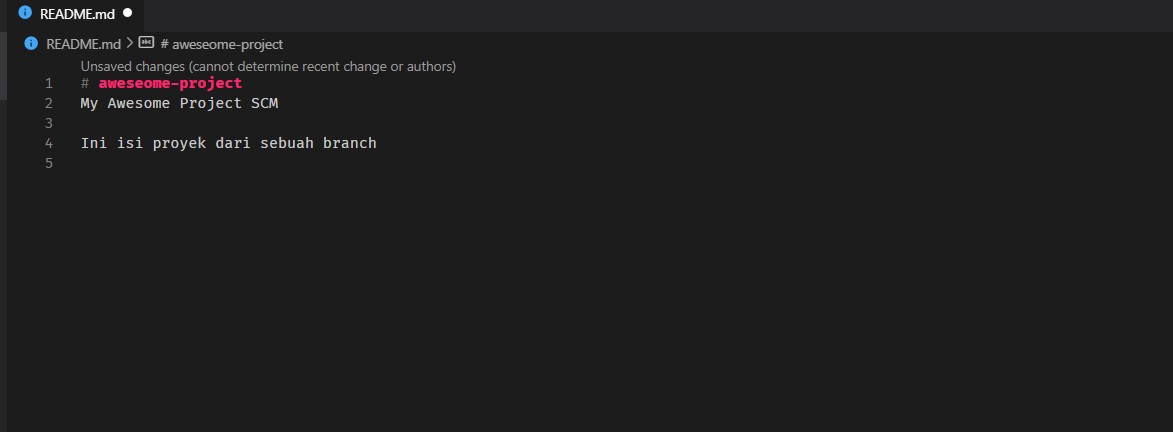 README.md
README.md > # aweseome-project
Unsaved changes (cannot determine recent change or authors)
1 # aweseome-project
2 My Awesome Project SCM
3
4 Ini isi proyek dari sebuah branch
5